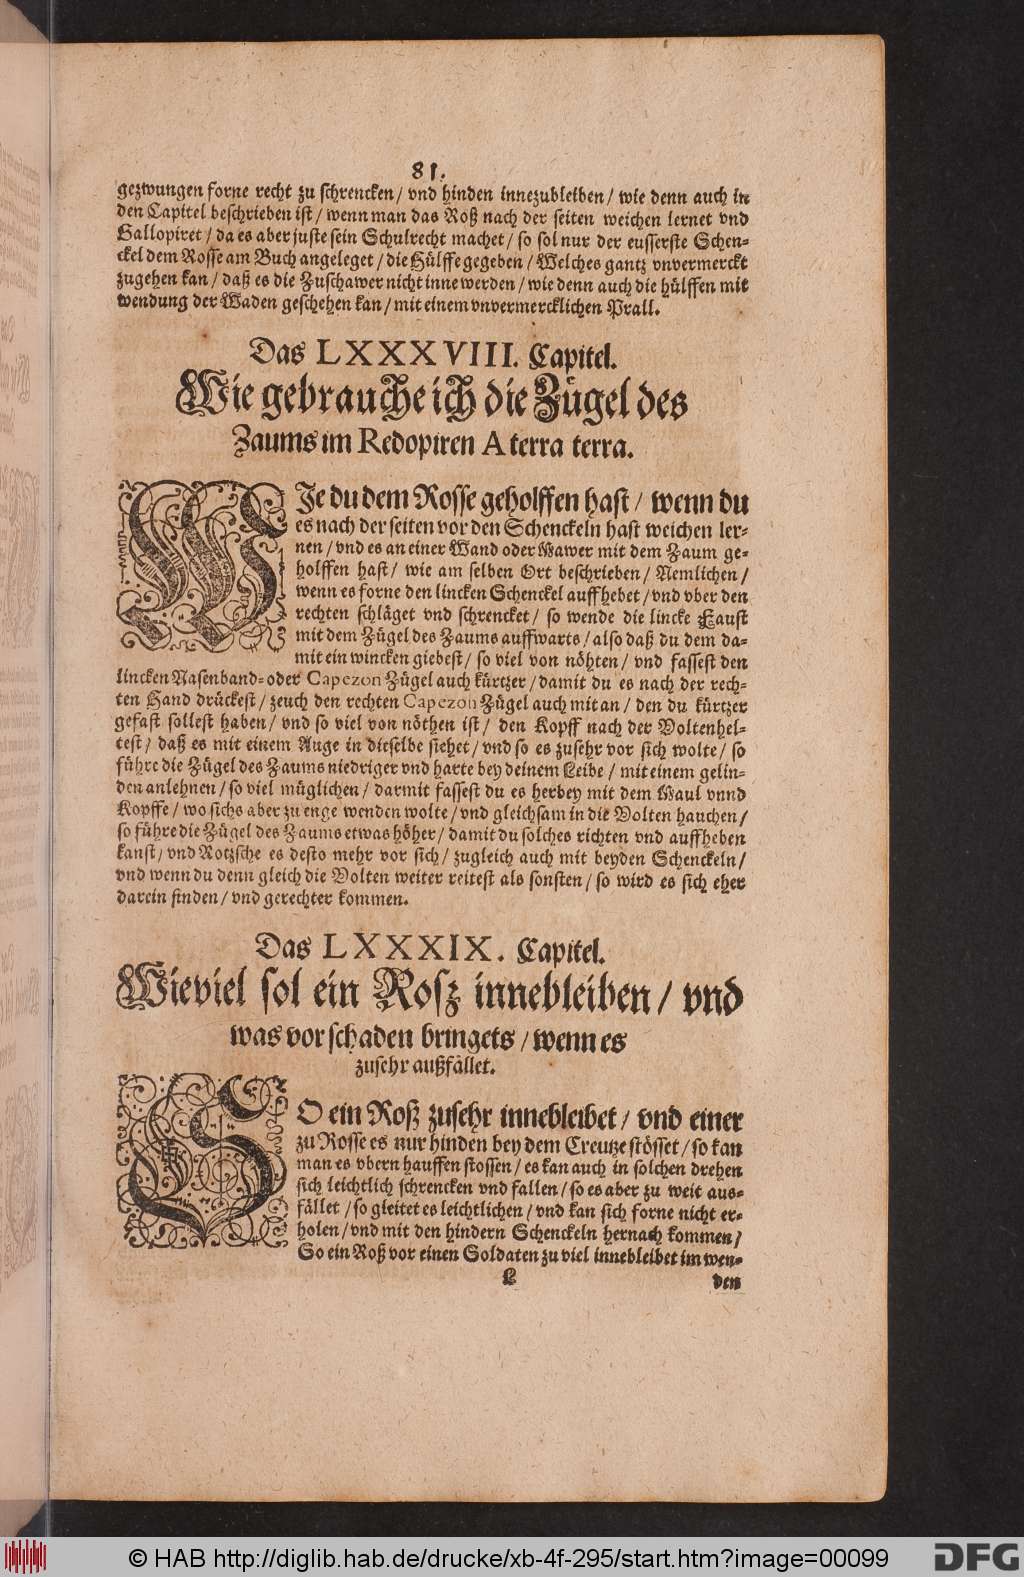 81.
gezwungen forne recht zu schrencken / vnd hinden innezubleiben / wie denn auch in
den Capitel beschrieben ist / wenn man das Roß nach der seiten weichen lernet vnd
Gallopiret / da es aber juste sein Schulrecht machet / so sol nur der eusserste Schen-
ckel dem Rosse am Buch angeleget / die Hülffe gegeben / Welches gantz vnvermerckt
zugehen kan / daß es die Zuschawer nicht inne werden / wie denn auch die hülffen mit
wendung der Waden geschehen kan / mit einem vnvermercklichen Prall.
Das LXXXVIII. Capitel.
Wie gebrauche ich die Zügel des
Zaums im Redopiren A terra terra.
WJe du dem Rosse geholffen hast / wenn du
es nach der seiten vor den Schenckeln hast weichen ler-
nen / vnd es an einer Wand oder Mawer mit dem Zaum ge-
holffen hast / wie am selben Ort beschrieben / Nemlichen /
wenn es forne den lincken Schenckel auffhebet / vnd vber den
rechten schläget vnd schrencket / so wende die lincke Faust
mit dem Zügel des Zaums auffwarts / also daß du dem da-
mit ein wincken giebest / so viel von nöhten / vnd fassest den
lincken Nasenband- oder Capezon Zügel auch kürtzer / damit du es nach der rech-
ten Hand drückest / zeuch den rechten Capezon Zügel auch mit an / den du kürtzer
gefast sollest haben / vnd so viel von nöthen ist / den Kopff nach der Voltenhel-
test / daß es mit einem Auge in dieselbe siehet / vnd so es zusehr vor sich wolte / so
führe die Zügel des Zaums niedriger vnd harte bey deinem Leibe / mit einem gelin-
den anlehnen / so viel müglichen / darmit fassest du es herbey mit dem Maul vnnd
Kopffe / wo sichs aber zu enge wenden wolte / vnd gleichsam in die Volten hauchen /
so führe die Zügel des Zaums etwas höher / damit du solches richten vnd auffheben
kanst / vnd Rotzsche es desto mehr vor sich / zugleich auch mit beyden Schenckeln /
vnd wenn du denn gleich die Volten weiter reitest als sonsten / so wird es sich eher
darein finden / vnd gerechter kommen.
Das LXXXIX. Capitel.
Wieviel sol ein Rosz innebleiben / vnd
was vor schaden bringets / wenn es
zusehr außfället.
SO ein Roß zusehr innebleibet / vnd einer
zu Rosse es nur hinden bey dem Creutze stösset / so kan
man es vbern hauffen stossen / es kan auch in solchen drehen
sich leichtlich schrencken vnd fallen / so es aber zu weit aus-
fället / so gleitet es leichtlichen / vnd kan sich forne nicht er-
holen / vnd mit den hindern Schenckeln hernach kommen /
So ein Roß vor einen Soldaten zu viel innebleibet im wen-
L den
© HAB http://diglib.hab.de/drucke/xb-4f-295/start.htm?image=00099
DFG